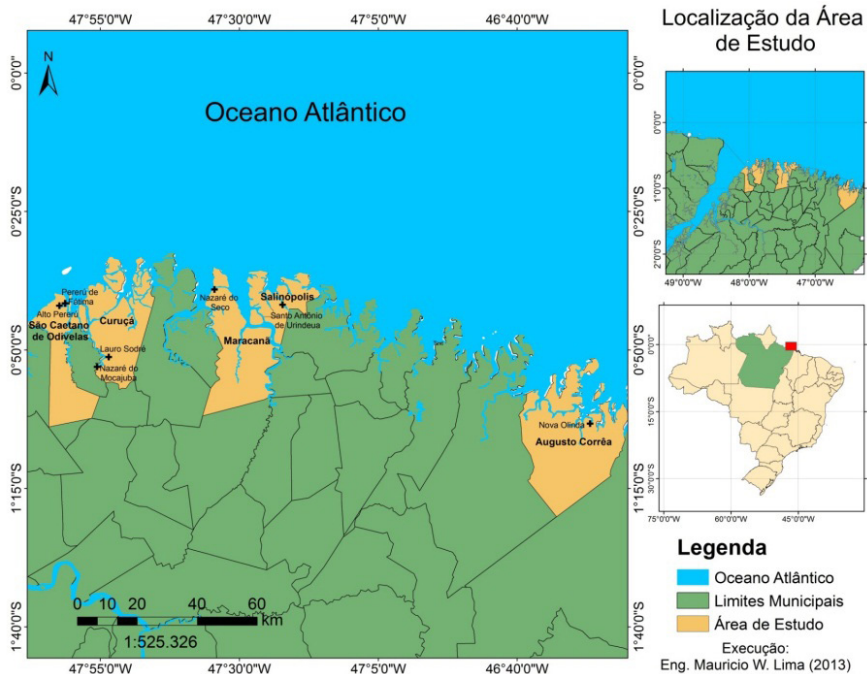 47°55'0"W 47°30'0"W 47°5'0"W 46°40'0"W
N
Oceano Atlântico
0°0'0"
0°25'0"S
0°50'0"S
1°15'0"S
1°40'0"S
Pereru de
Fátima
Alto Pereru
São Caetano
de Odivelas
Curuçá
Lauro Sodré
Nazaré do
Mocajuba
Nazaré do
Seco
Maracanã
Salinópolis
Santo Antônio
de Urindeua
Nova Olinda
Augusto Corrêa
0°0'0"
0°25'0"S
0°50'0"S
1°15'0"S
1°40'0"S
0 10 20 40 60
km
1:525.326
47°55'0"W 47°30'0"W 47°5'0"W 46°40'0"W
Localização da Área
de Estudo
0°0'0"
1°0'0"S
2°0'0"S
49°0'0"W 48°0'0"W 47°0'0"W
0°0'0"
15°0'0"S
30°0'0"S
75°0'0"W 60°0'0"W 45°0'0"W
Legenda
Oceano Atlântico
Limites Municipais
Área de Estudo
Execução:
Eng. Mauricio W. Lima (2013)